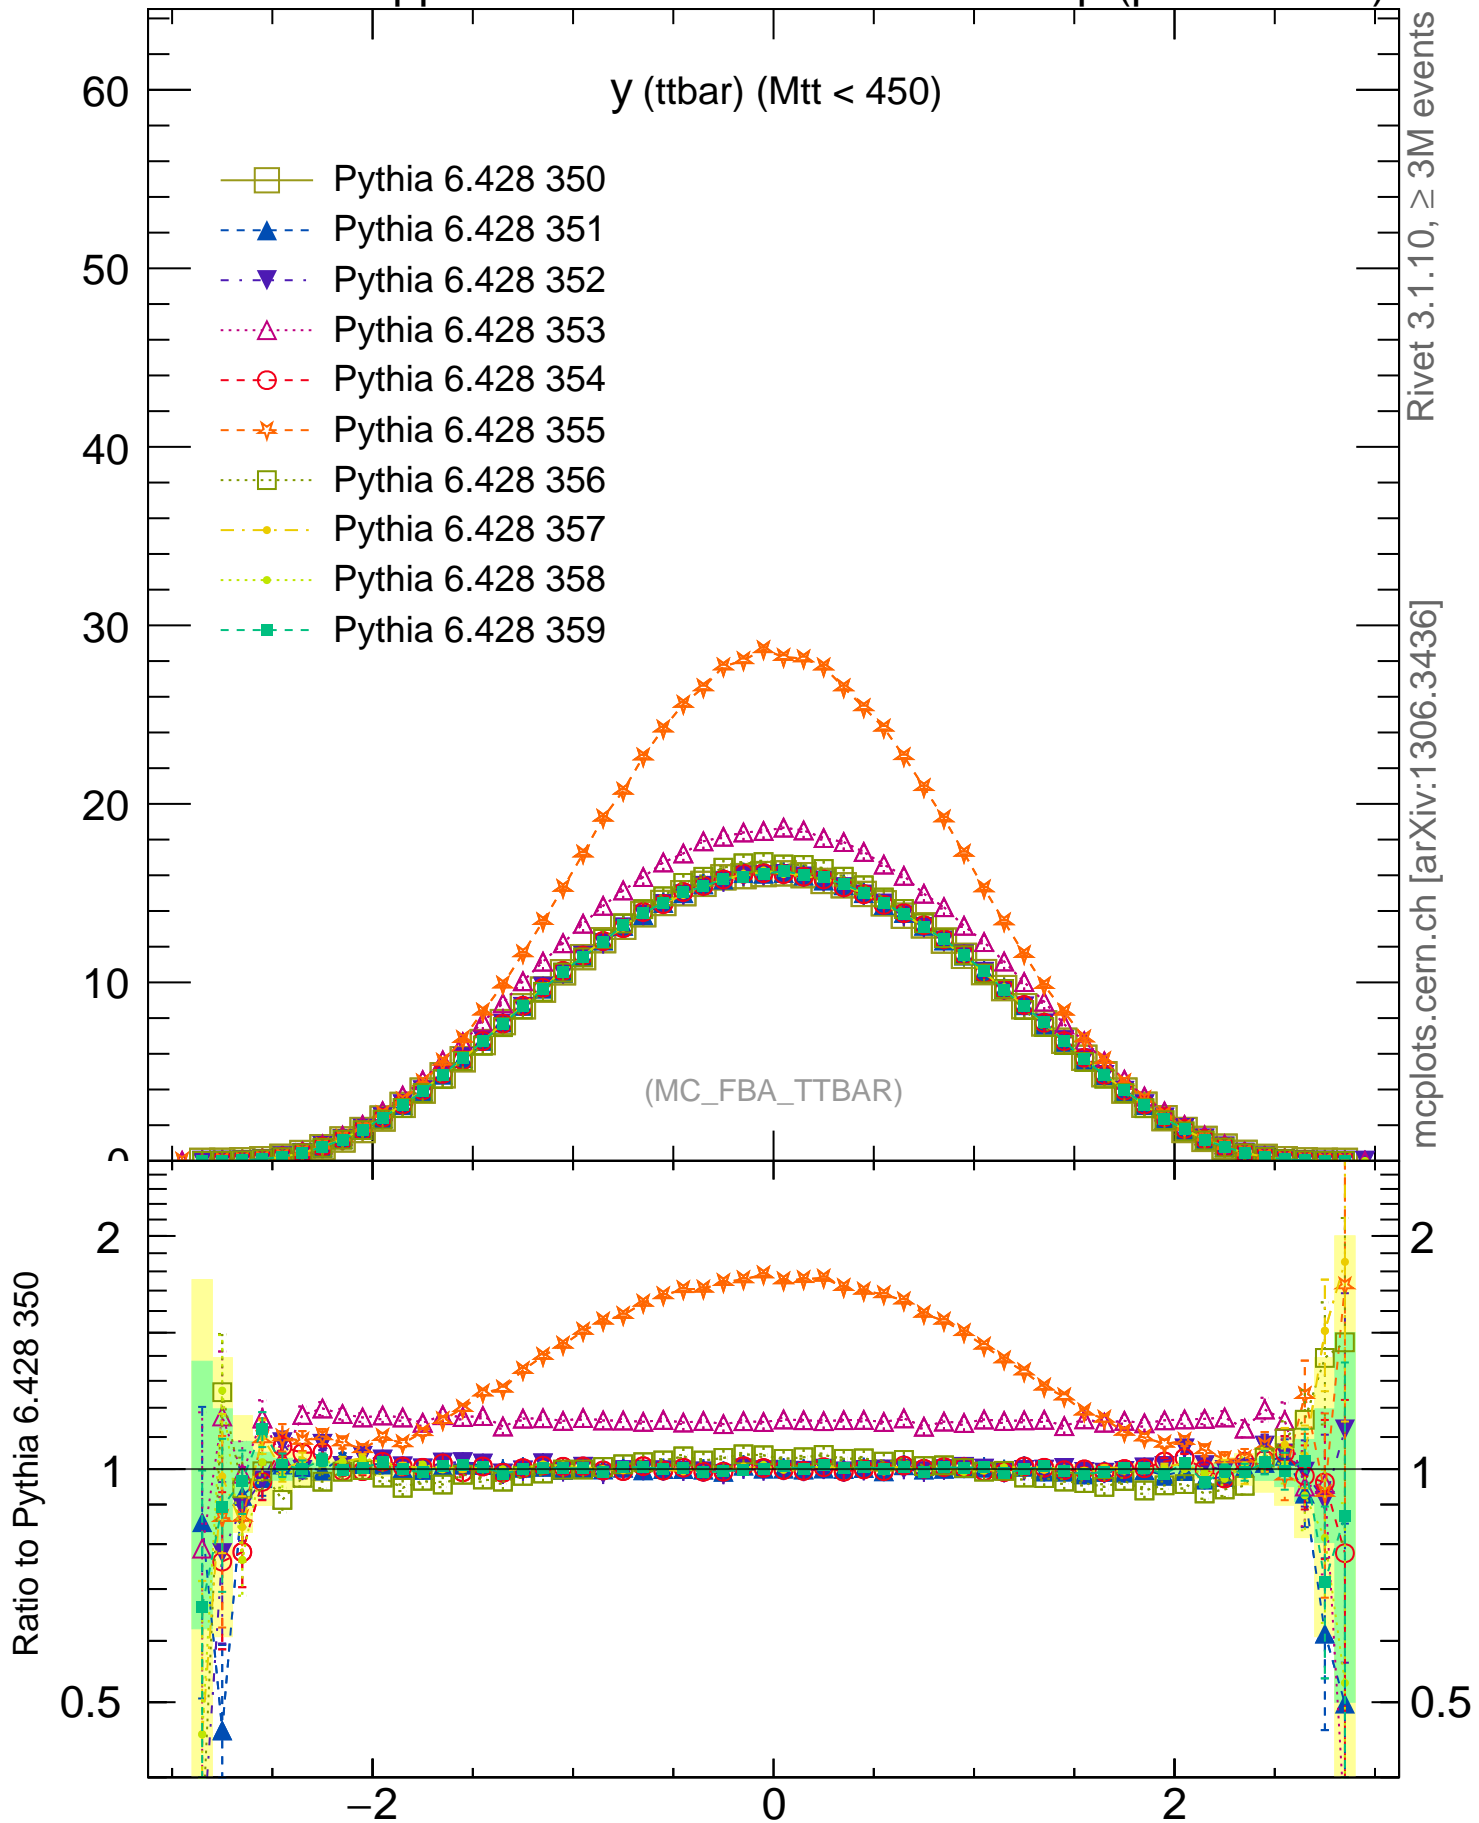 y (ttbar) (Mtt < 450)
60
50
40
30
20
10
0
Pythia 6.428 350
Pythia 6.428 351
Pythia 6.428 352
Pythia 6.428 353
Pythia 6.428 354
Pythia 6.428 355
Pythia 6.428 356
Pythia 6.428 357
Pythia 6.428 358
Pythia 6.428 359
(MC_FBA_TTBAR)
Rivet 3.1.10, ≥ 3M events
mcplots.cern.ch [arXiv:1306.3436]
Ratio to Pythia 6.428 350
2
1
0.5
2
1
0.5
−2
0
2